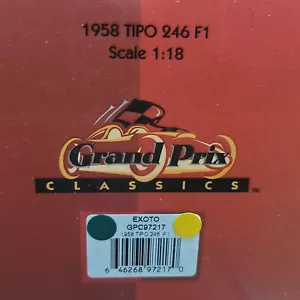 1958 TIPO 246 F1
Scale 1:18
Grand Prix
CLASSICS
TM
EXOTO
GPC97217
1958 TIPO 246 F1
6 46268 97217 0